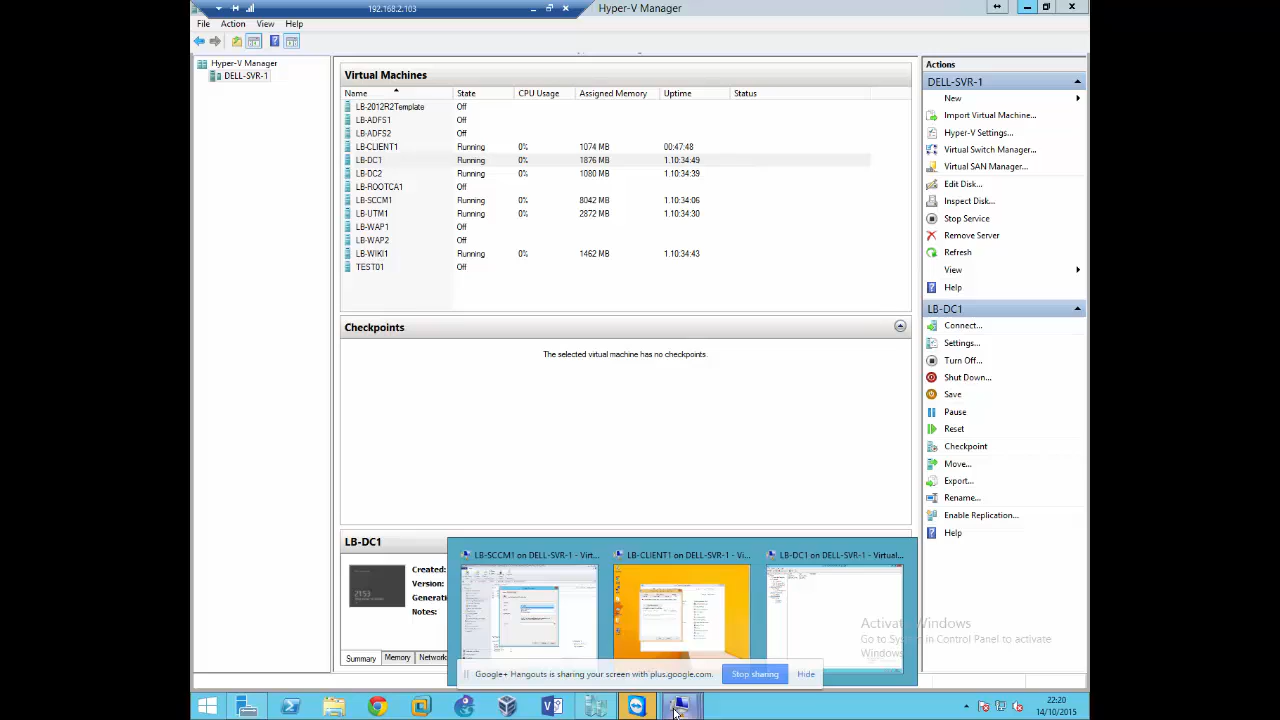 192.168.2.103
Hyper-V Manager
File Action View Help
Hyper-V Manager
DELL-SVR-1
Virtual Machines
Name State CPU Usage Assigned Memory Uptime Status
LB-2012R2Template Off
LB-ADFS1 Off
LB-ADFS2 Off
LB-CLIENT1 Running 0% 1074 MB 00:47:48
LB-DC1 Running 0% 1876 MB 1.10:34:49
LB-DC2 Running 0% 1080 MB 1.10:34:39
LB-ROOTCA1 Off
LB-SCCM1 Running 0% 8042 MB 1.10:34:06
LB-UTM1 Running 0% 2872 MB 1.10:34:30
LB-WAP1 Off
LB-WAP2 Off
LB-WIKI1 Running 0% 1462 MB 1.10:34:43
TEST01 Off
Checkpoints
The selected virtual machine has no checkpoints.
LB-DC1
2153
Created:
Version:
Generati
Notes:
Summary Memory Network
LB-SCCM1 on DELL-SVR-1 - Virt...
LB-CLIENT1 on DELL-SVR-1 - Vi...
LB-DC1 on DELL-SVR-1 - Virtual...
Google+ Hangouts is sharing your screen with plus.google.com.
Stop sharing
Hide
Actions
DELL-SVR-1
New
Import Virtual Machine...
Hyper-V Settings...
Virtual Switch Manager...
Virtual SAN Manager...
Edit Disk...
Inspect Disk...
Stop Service
Remove Server
Refresh
View
Help
LB-DC1
Connect...
Settings...
Turn Off...
Shut Down...
Save
Pause
Reset
Checkpoint
Move...
Export...
Rename...
Enable Replication...
Help
Activate Windows
Go to System in Control Panel to activate
Windows.
22:20
14/10/2015